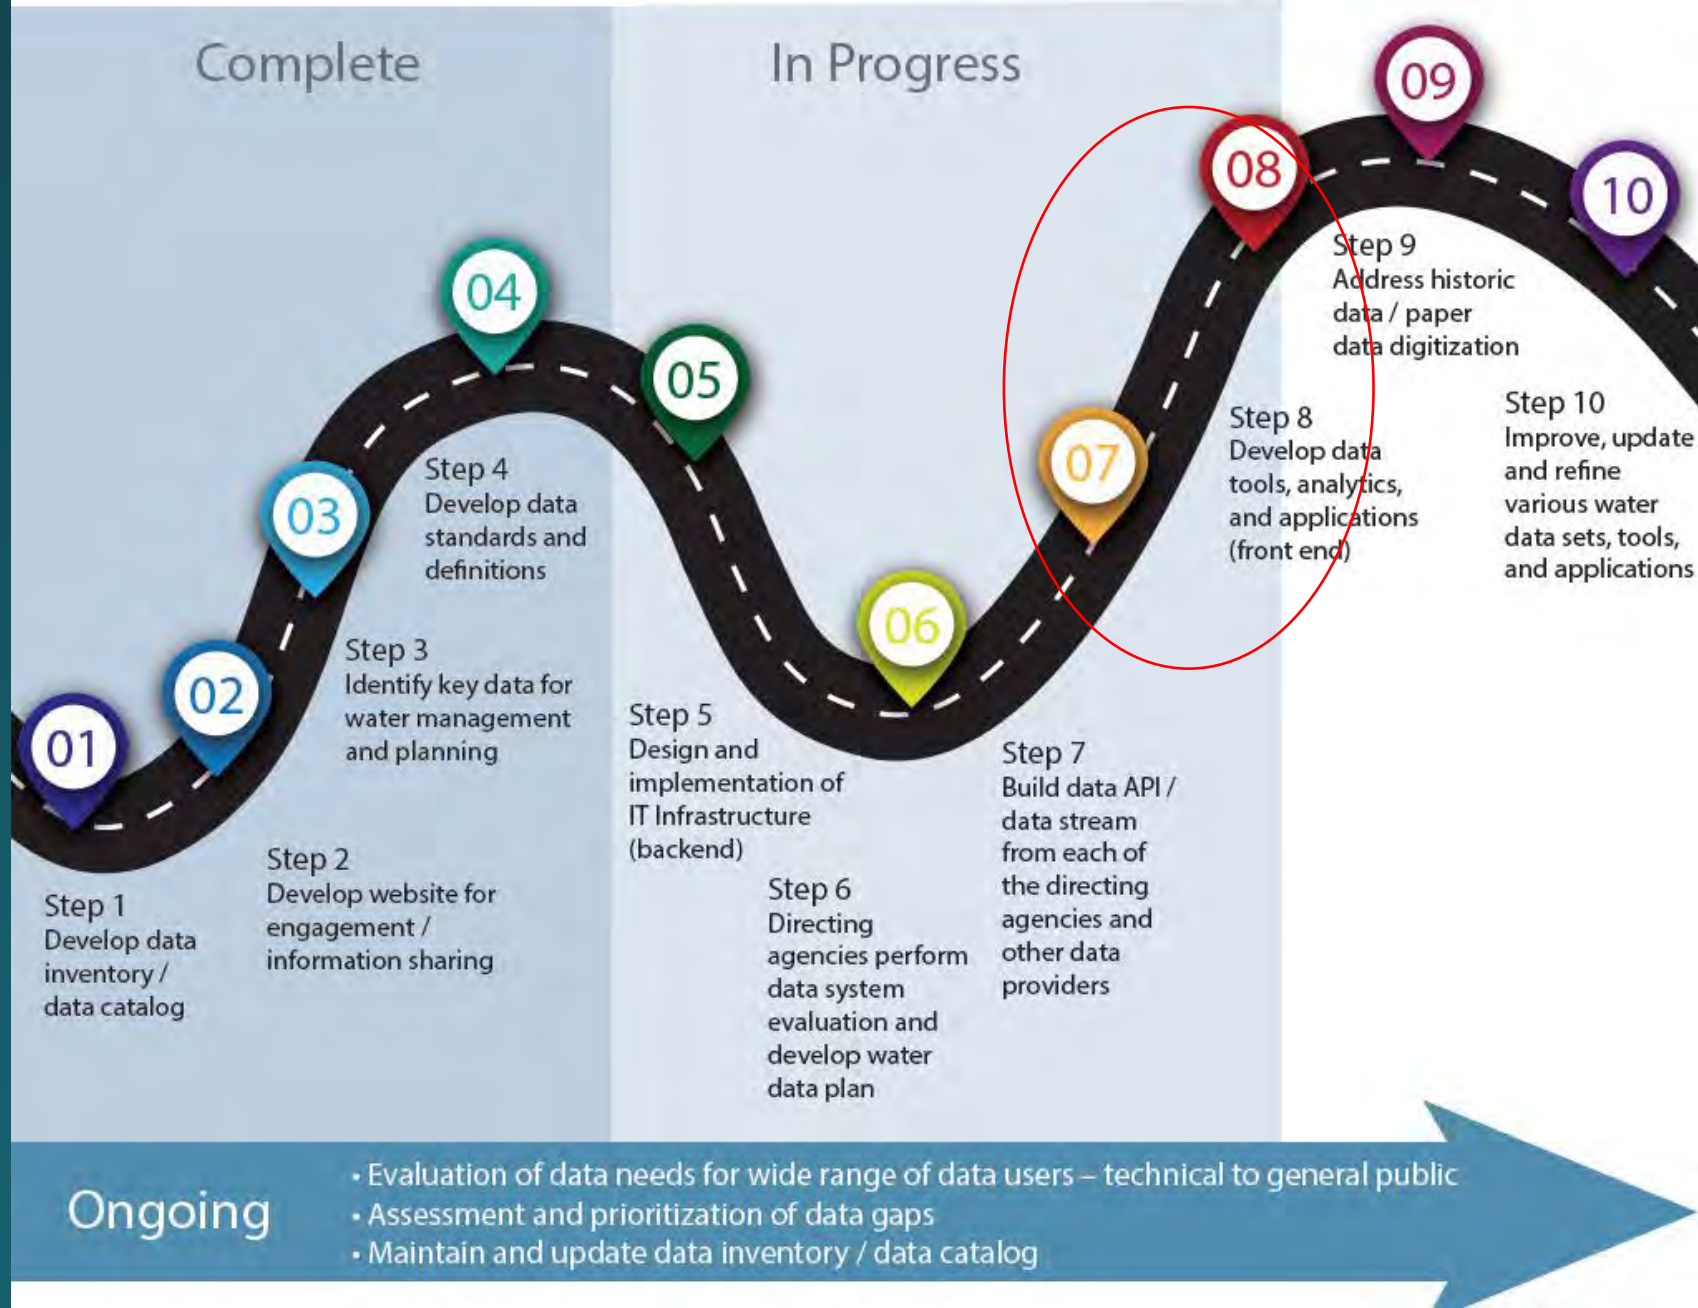 Complete
In Progress
01
02
03
04
05
06
07
08
09
10
Step 1
Develop data
inventory /
data catalog
Step 2
Develop website for
engagement /
information sharing
Step 3
Identify key data for
water management
and planning
Step 4
Develop data
standards and
definitions
Step 5
Design and
implementation of
IT Infrastructure
(backend)
Step 6
Directing
agencies perform
data system
evaluation and
develop water
data plan
Step 7
Build data API /
data stream
from each of
the directing
agencies and
other data
providers
Step 8
Develop data
tools, analytics,
and applications
(front end)
Step 9
Address historic
data / paper
data digitization
Step 10
Improve, update
and refine
various water
data sets, tools,
and applications
Ongoing
• Evaluation of data needs for wide range of data users – technical to general public
• Assessment and prioritization of data gaps
• Maintain and update data inventory / data catalog